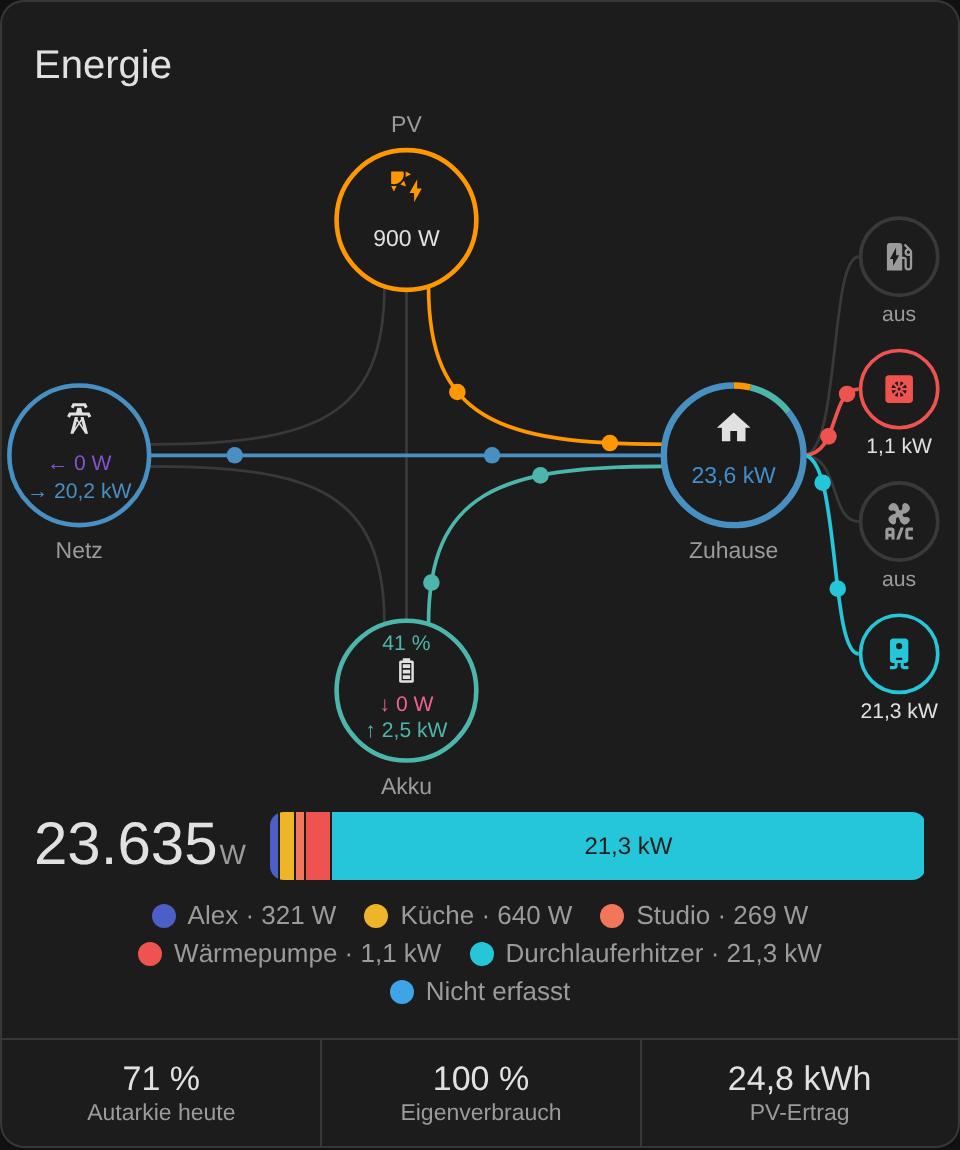 Energie
PV
900 W
aus
1,1 kW
← 0 W
→ 20,2 kW
Netz
23,6 kW
Zuhause
A/C
aus
41 %
↓ 0 W
↑ 2,5 kW
Akku
21,3 kW
23.635 W
21,3 kW
Alex · 321 W
Küche · 640 W
Studio · 269 W
Wärmepumpe · 1,1 kW
Durchlauferhitzer · 21,3 kW
Nicht erfasst
71 %
Autarkie heute
100 %
Eigenverbrauch
24,8 kWh
PV-Ertrag